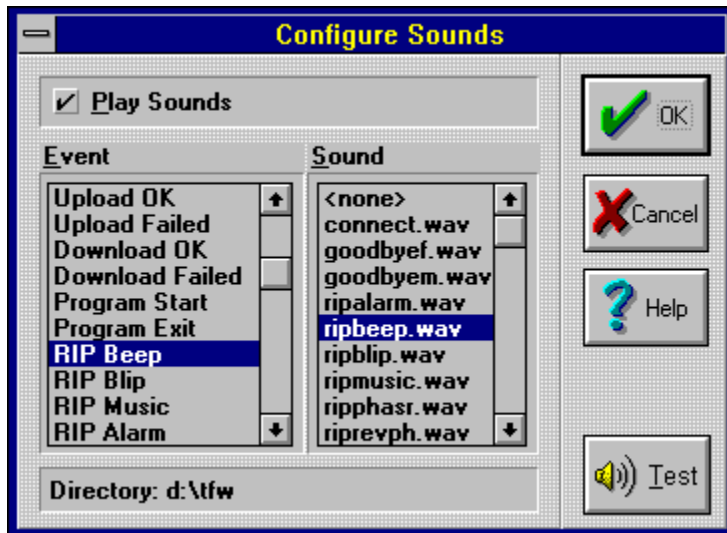 Configure Sounds
Play Sounds
OK
Event
Sound
Upload OK
Upload Failed
Download OK
Download Failed
Program Start
Program Exit
RIP Beep
RIP Blip
RIP Music
RIP Alarm
<none>
connect.wav
goodbyef.wav
goodbyem.wav
ripalarm.wav
ripbeep.wav
ripblip.wav
ripmusic.wav
ripphasr.wav
riprevph.wav
Cancel
Help
Test
Directory: d:\tfw